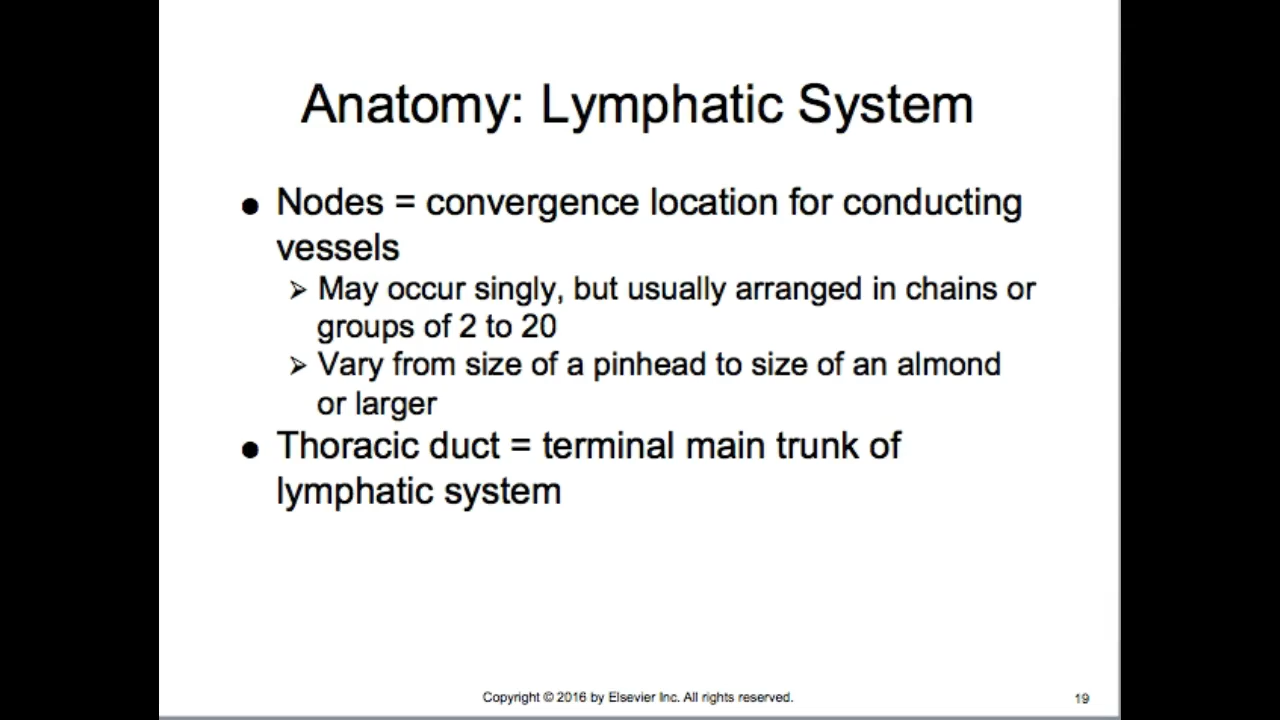 Anatomy: Lymphatic System
● Nodes = convergence location for conducting
vessels
➢ May occur singly, but usually arranged in chains or
groups of 2 to 20
➢ Vary from size of a pinhead to size of an almond
or larger
● Thoracic duct = terminal main trunk of
lymphatic system
Copyright © 2016 by Elsevier Inc. All rights reserved.
19